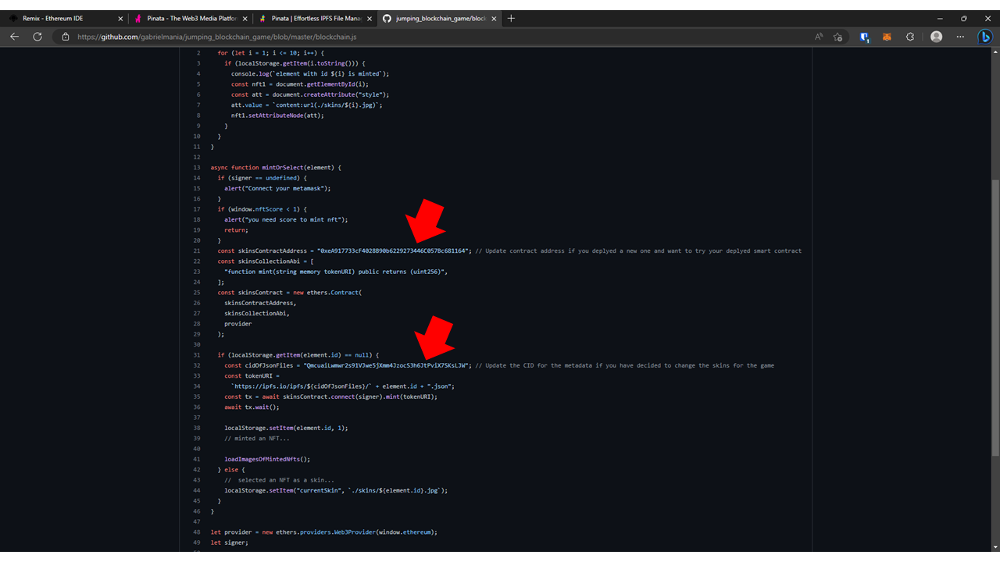 Remix - Ethereum IDE
Pinata - The Web3 Media Platfor
Pinata | Effortless IPFS File Mana
jumping_blockchain_game/block
https://github.com/gabrielmania/jumping_blockchain_game/blob/master/blockchain.js
2 for (let i = 1; i <= 10; i++) {
3 if (localStorage.getItem(i.toString())) {
4 console.log(`element with id ${i} is minted`);
5 const nft1 = document.getElementById(i);
6 const att = document.createAttribute("style");
7 att.value = `content:url(./skins/${i}.jpg)`;
8 nft1.setAttributeNode(att);
9 }
10 }
11 }
12
13 async function mintOrSelect(element) {
14 if (signer == undefined) {
15 alert("Connect your metamask");
16 }
17 if (window.nftScore < 1) {
18 alert("you need score to mint nft");
19 return;
20 }
21 const skinsContractAddress = "0xeA917733cF4028B90b6229273446C057Bc681164"; // Update contract address if you deplyed a new one and want to try your deplyed smart contract
22 const skinsCollectionAbi = [
23 "function mint(string memory tokenURI) public returns (uint256)",
24 ];
25 const skinsContract = new ethers.Contract(
26 skinsContractAddress,
27 skinsCollectionAbi,
28 provider
29 );
30
31 if (localStorage.getItem(element.id) == null) {
32 const cidOfJsonFiles = "QmcuaiLwmwr2s91VJwe5jXmm4JzocS3h6JtPviX7SKsLJW"; // Update the CID for the metadata if you have decided to change the skins for the game
33 const tokenURI =
34 `https://ipfs.io/ipfs/${cidOfJsonFiles}/` + element.id + ".json";
35 const tx = await skinsContract.connect(signer).mint(tokenURI);
36 await tx.wait();
37
38 localStorage.setItem(element.id, 1);
39 // minted an NFT...
40
41 loadImagesOfMintedNfts();
42 } else {
43 // selected an NFT as a skin...
44 localStorage.setItem("currentSkin", `./skins/${element.id}.jpg`);
45 }
46 }
47
48 let provider = new ethers.providers.Web3Provider(window.ethereum);
49 let signer;